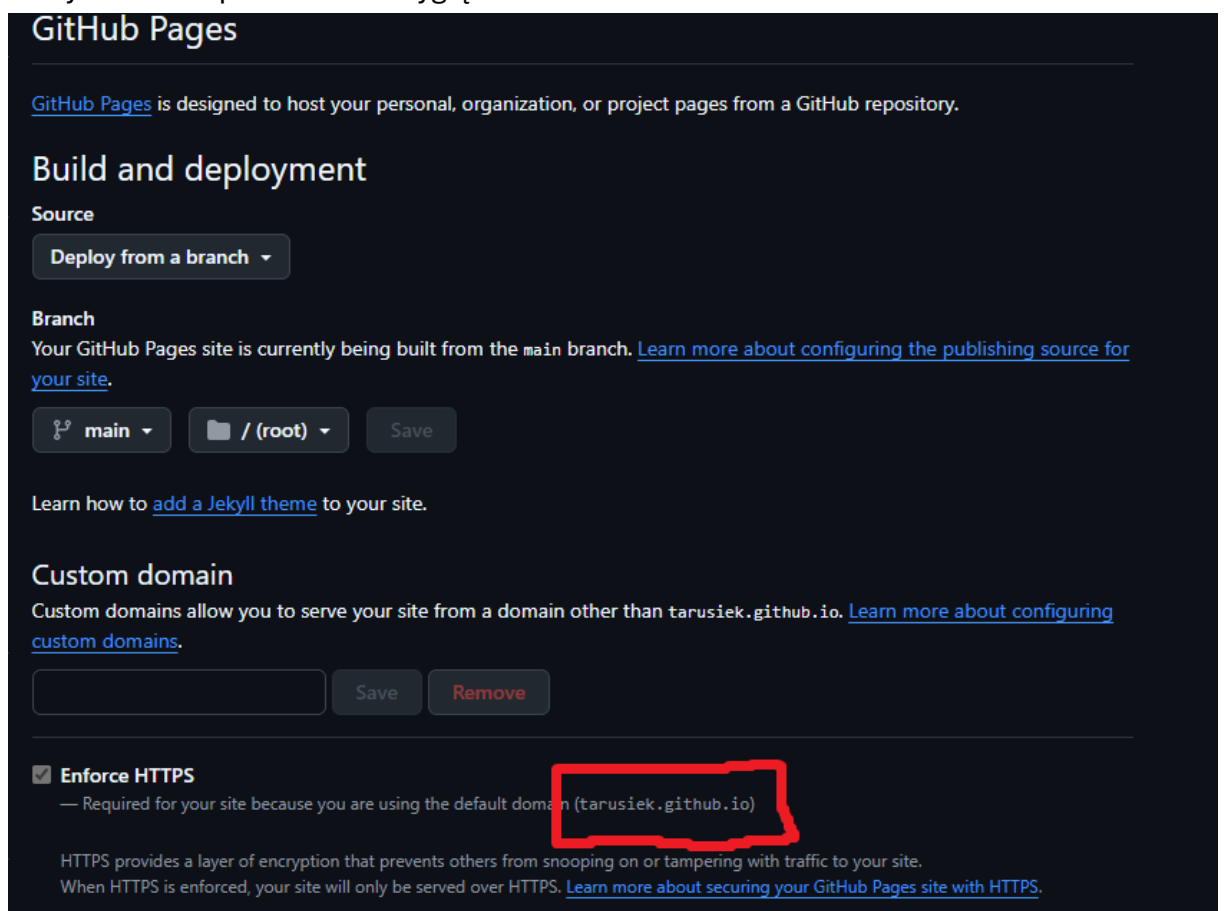 GitHub Pages
GitHub Pages is designed to host your personal, organization, or project pages from a GitHub repository.
Build and deployment
Source
Deploy from a branch
Branch
Your GitHub Pages site is currently being built from the main branch. Learn more about configuring the publishing source for
your site.
main / (root) Save
Learn how to add a Jekyll theme to your site.
Custom domain
Custom domains allow you to serve your site from a domain other than tarusiek.github.io. Learn more about configuring
custom domains.
Save Remove
Enforce HTTPS
— Required for your site because you are using the default domain (tarusiek.github.io)
HTTPS provides a layer of encryption that prevents others from snooping on or tampering with traffic to your site.
When HTTPS is enforced, your site will only be served over HTTPS. Learn more about securing your GitHub Pages site with HTTPS.